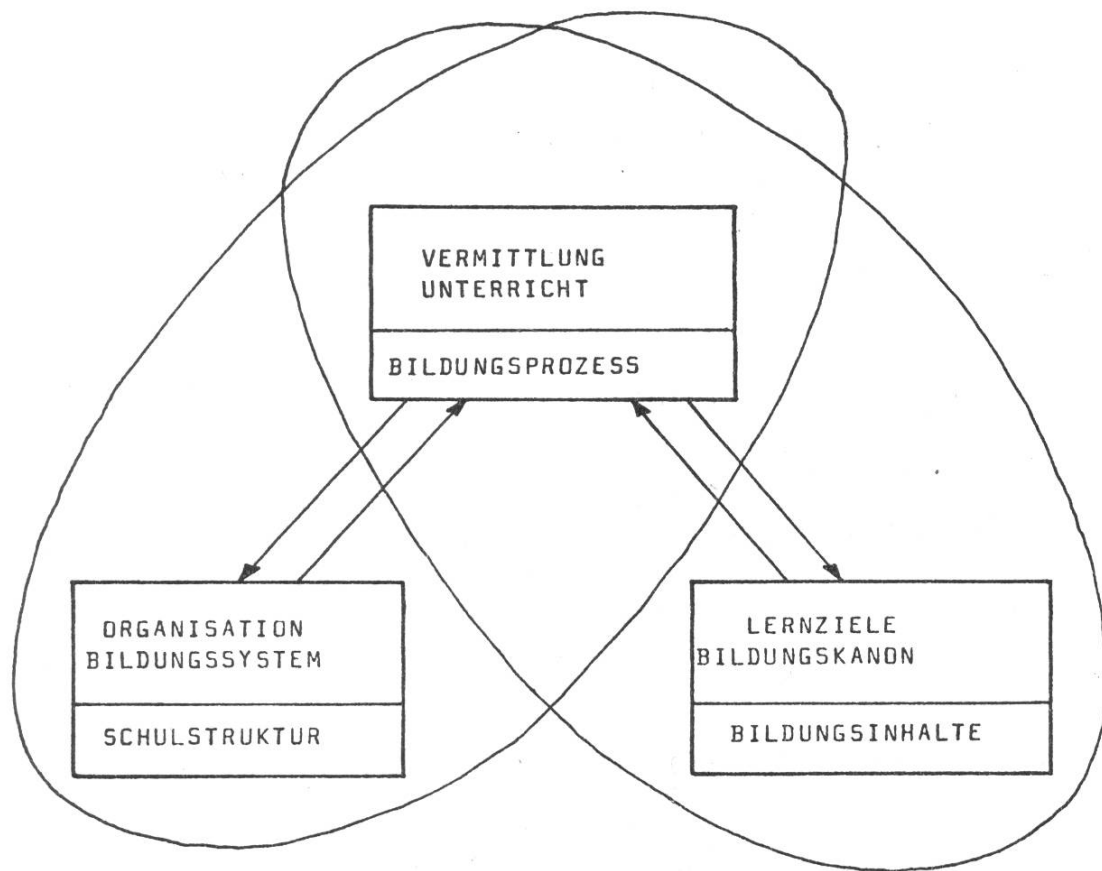 VERMITTLUNG
UNTERRICHT
BILDUNGSPROZESS
ORGANISATION
BILDUNGSSYSTEM
SCHULSTRUKTUR
LERNZIELE
BILDUNGSKANON
BILDUNGSINHALTE